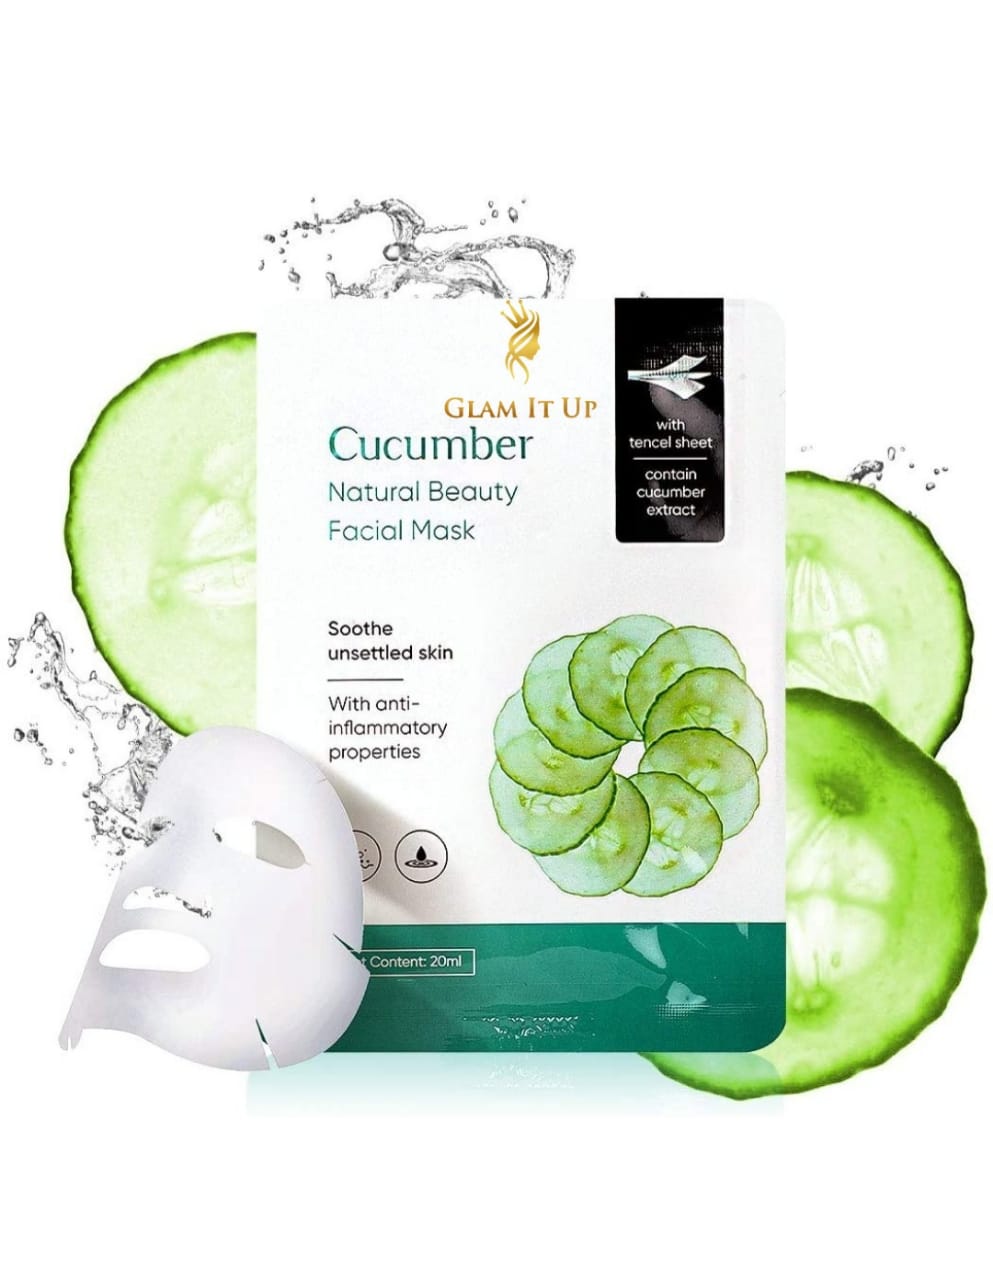 GLAM IT UP
Cucumber
Natural Beauty
Facial Mask
with
tencel sheet
contain
cucumber
extract
Soothe
unsettled skin
With anti-
inflammatory
properties
Content: 20ml